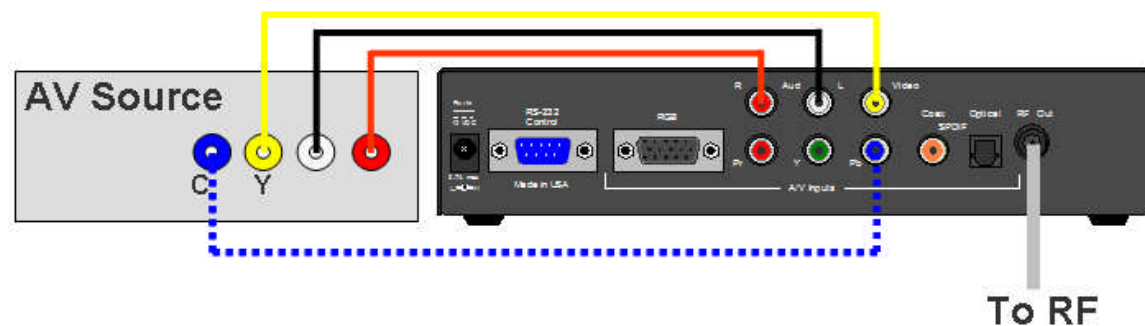 AV Source
C Y
R Aud L Video
RS-232
Control
RGB
Coax Optical RF Out
SPDIF
Pr Y Pb
Made in USA
A/V Inputs
To RF